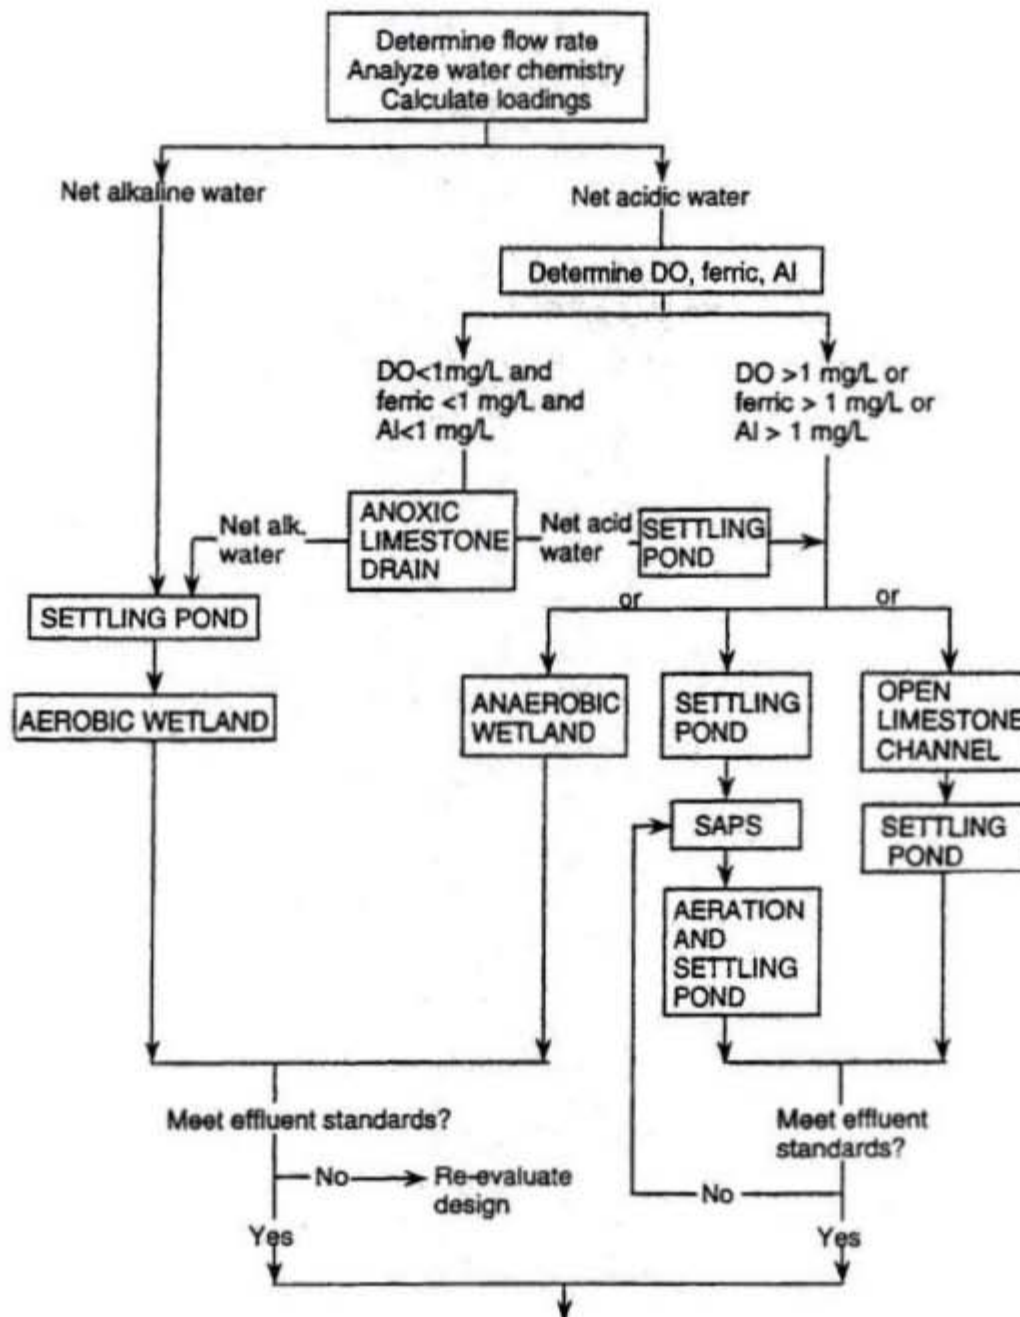 Determine flow rate
Analyze water chemistry
Calculate loadings
Net alkaline water
Net acidic water
Determine DO, ferric, Al
DO<1mg/L and
ferric <1 mg/L and
Al<1 mg/L
DO >1 mg/L or
ferric > 1 mg/L or
Al > 1 mg/L
Net alk.
water
ANOXIC
LIMESTONE
DRAIN
Net acid
water
SETTLING
POND
or
or
SETTLING POND
AEROBIC WETLAND
ANAEROBIC
WETLAND
SETTLING
POND
OPEN
LIMESTONE
CHANNEL
SAPS
SETTLING
POND
AERATION
AND
SETTLING
POND
Meet effluent standards?
Meet effluent
standards?
No
Re-evaluate
design
No
Yes
Yes